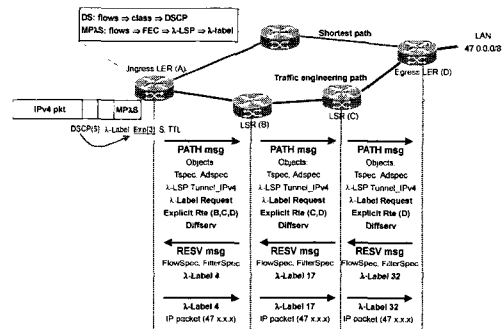 DS: flows ⇒ class ⇒ DSCP
MPλS: flows ⇒ FEC ⇒ λ-LSP ⇒ λ-label
Shortest path
LAN
47.0.0.0/8
Ingress LER (A)
Egress LER (D)
Traffic engineering path
IPv4 pkt
MPλS
LSR (B)
LSR (C)
DSCP(6) λ-Label Exp[3] S, TTL
PATH msg
Objects:
Tspec, Adspec
λ-LSP Tunnel_IPv4
λ-Label Request
Explicit Rte (B,C,D)
Diffserv
PATH msg
Objects:
Tspec, Adspec
λ-LSP Tunnel_IPv4
λ-Label Request
Explicit Rte (C,D)
Diffserv
PATH msg
Objects:
Tspec, Adspec
λ-LSP Tunnel_IPv4
λ-Label Request
Explicit Rte (D)
Diffserv
RESV msg
FlowSpec, FilterSpec
λ-Label 4
RESV msg
FlowSpec, FilterSpec
λ-Label 17
RESV msg
FlowSpec, FilterSpec
λ-Label 32
λ-Label 4
IP packet (47.x.x.x)
λ-Label 17
IP packet (47.x.x.x)
λ-Label 32
IP packet (47.x.x.x)